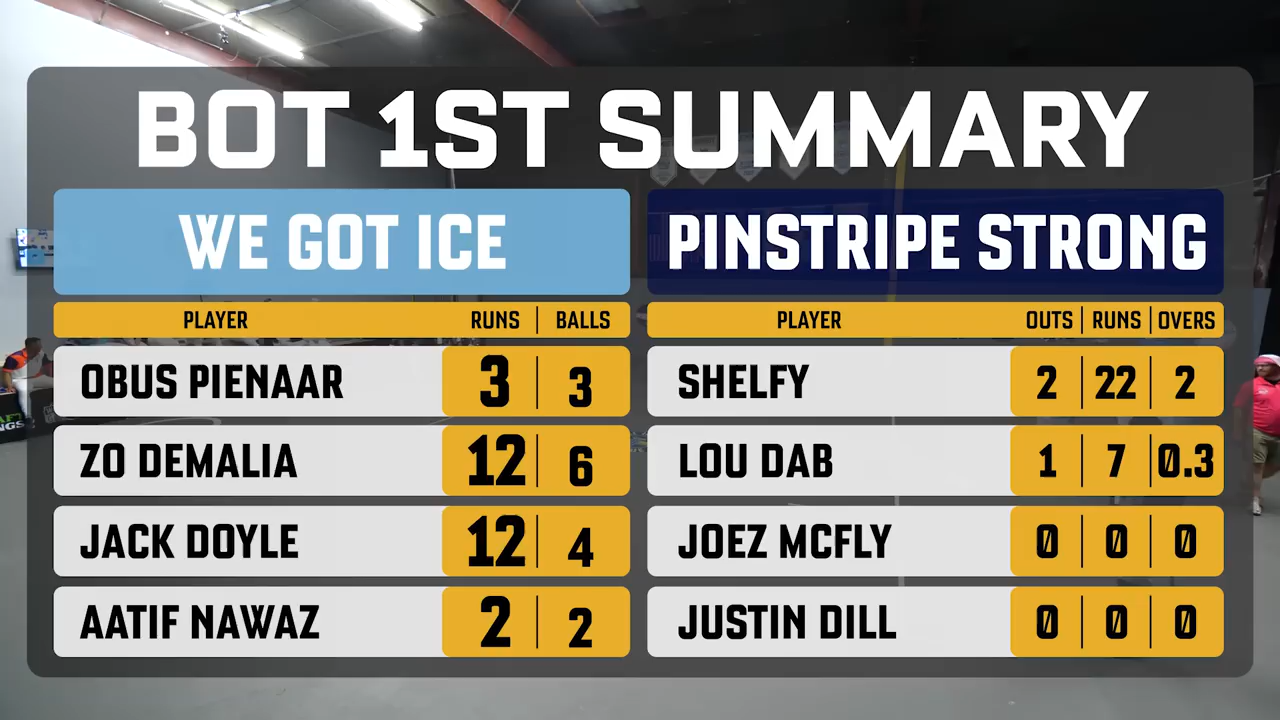 BOT 1ST SUMMARY
WE GOT ICE
PLAYER RUNS BALLS
OBUS PIENAAR 3 3
ZO DEMALIA 12 6
JACK DOYLE 12 4
AATIF NAWAZ 2 2
PINSTRIPE STRONG
PLAYER OUTS RUNS OVERS
SHELFY 2 22 2
LOU DAB 1 7 0.3
JOEZ MCFLY 0 0 0
JUSTIN DILL 0 0 0